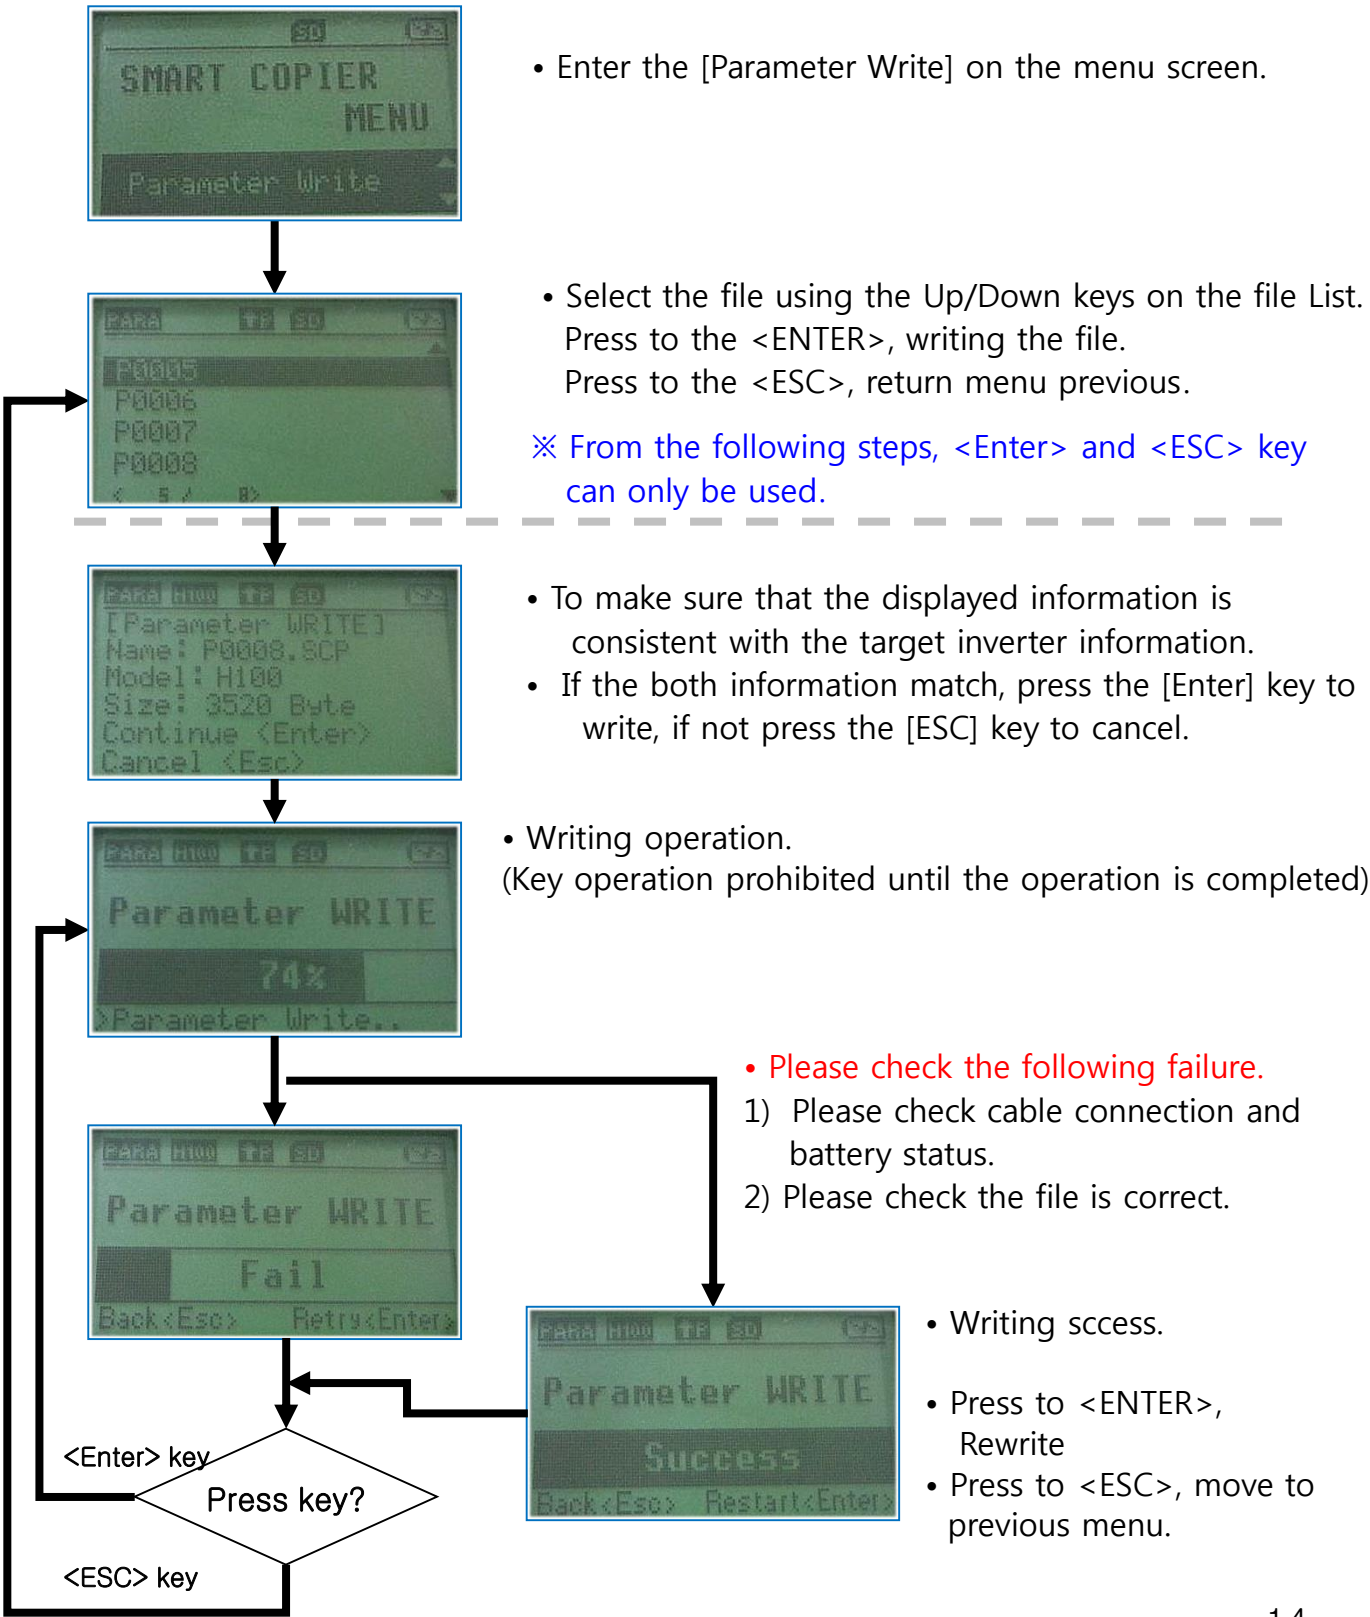 SD
SMART COPIER
MENU
Parameter Write
• Enter the [Parameter Write] on the menu screen.
PARA SD
P0005
P0006
P0007
P0008
< 5 / 8>
• Select the file using the Up/Down keys on the file List.
Press to the <ENTER>, writing the file.
Press to the <ESC>, return menu previous.
※ From the following steps, <Enter> and <ESC> key
can only be used.
PARA H100 SD
[Parameter WRITE]
Name: P0008.SCP
Model: H100
Size: 3520 Byte
Continue <Enter>
Cancel <Esc>
• To make sure that the displayed information is
consistent with the target inverter information.
• If the both information match, press the [Enter] key to
write, if not press the [ESC] key to cancel.
PARA H100 SD
Parameter WRITE
74%
>Parameter Write..
• Writing operation.
(Key operation prohibited until the operation is completed)
PARA H100 SD
Parameter WRITE
Fail
Back<Esc> Retry<Enter>
• Please check the following failure.
1) Please check cable connection and
battery status.
2) Please check the file is correct.
PARA H100 SD
Parameter WRITE
Success
Back<Esc> Restart<Enter>
• Writing sccess.
• Press to <ENTER>,
Rewrite
• Press to <ESC>, move to
previous menu.
<Enter> key
Press key?
<ESC> key